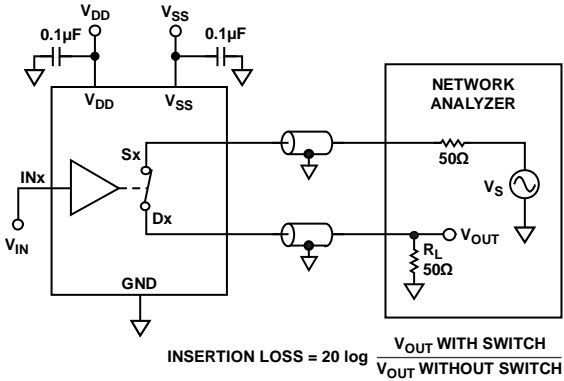 VDD
VSS
0.1µF
0.1µF
VDD
VSS
NETWORK
ANALYZER
Sx
50Ω
INx
VS
Dx
VIN
VOUT
RL
50Ω
GND
INSERTION LOSS = 20 log VOUT WITH SWITCH
VOUT WITHOUT SWITCH